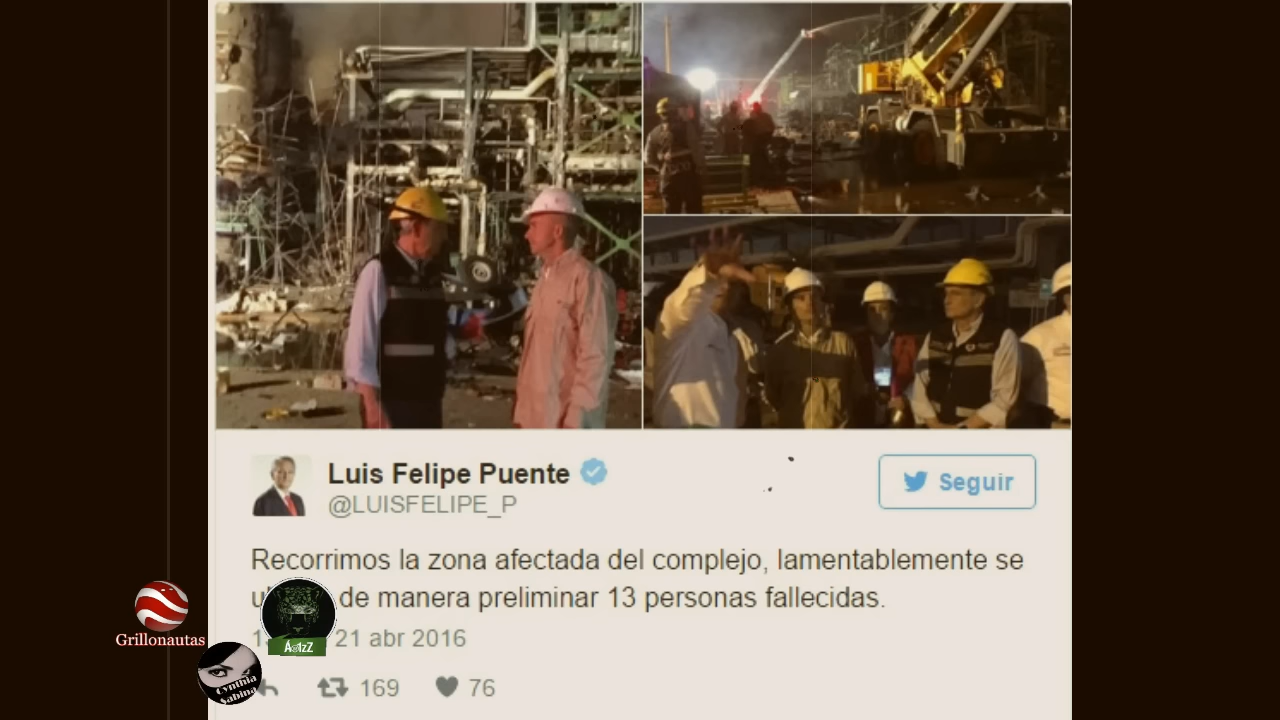 Luis Felipe Puente
@LUISFELIPE_P
Seguir
Recorrimos la zona afectada del complejo, lamentablemente se
de manera preliminar 13 personas fallecidas.
21 abr 2016
169 76
Grillonautas
Cynthia
Sabina